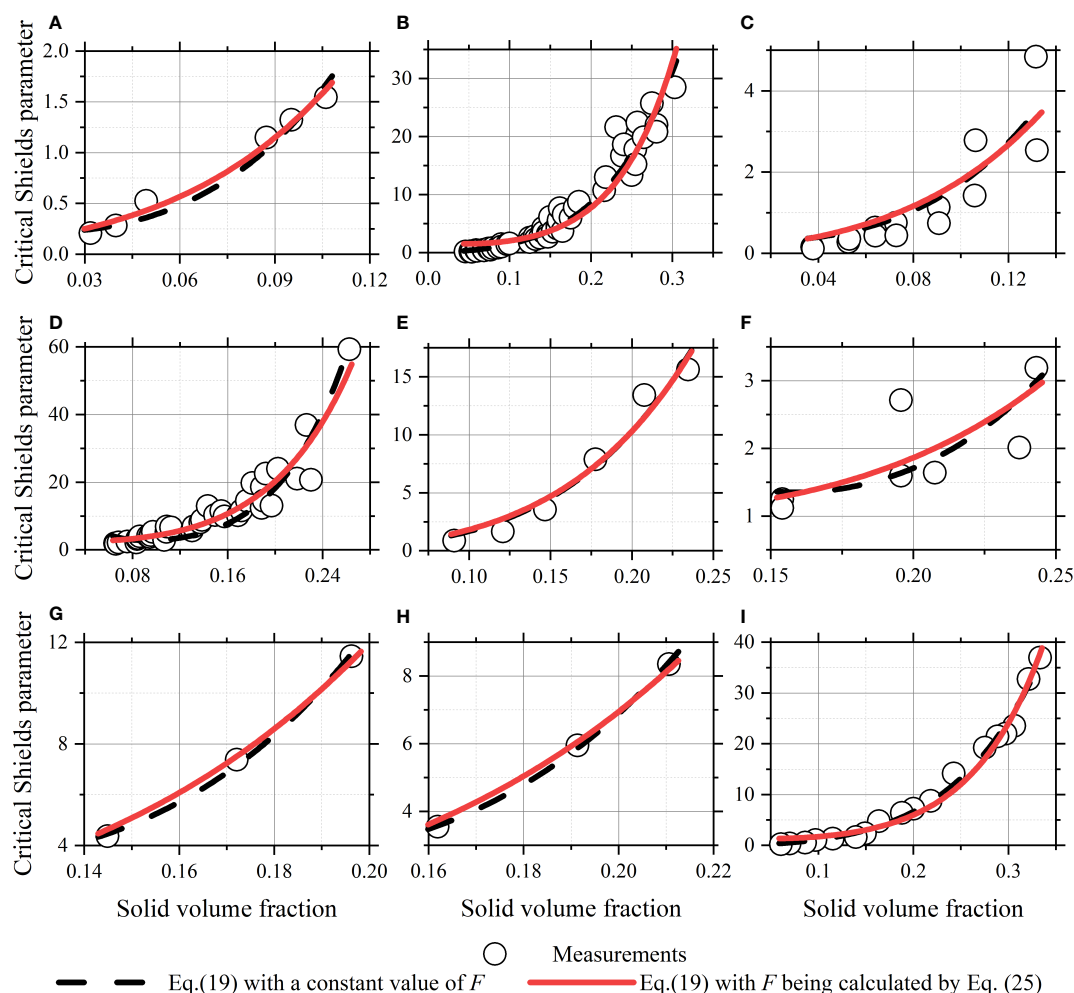 A
B
C
Critical Shields parameter
2.0
1.5
1.0
0.5
0.0
0.03 0.06 0.09 0.12
30
20
10
0
0.0 0.1 0.2 0.3
4
2
0
0.04 0.08 0.12
D
E
F
Critical Shields parameter
60
40
20
0
0.08 0.16 0.24
15
10
5
0
0.10 0.15 0.20 0.25
3
2
1
0.15 0.20 0.25
G
H
I
Critical Shields parameter
12
8
4
0.14 0.16 0.18 0.20
8
6
4
0.16 0.18 0.20 0.22
40
30
20
10
0
0.1 0.2 0.3
Solid volume fraction
Solid volume fraction
Solid volume fraction
Measurements
Eq.(19) with a constant value of F
Eq.(19) with F being calculated by Eq. (25)